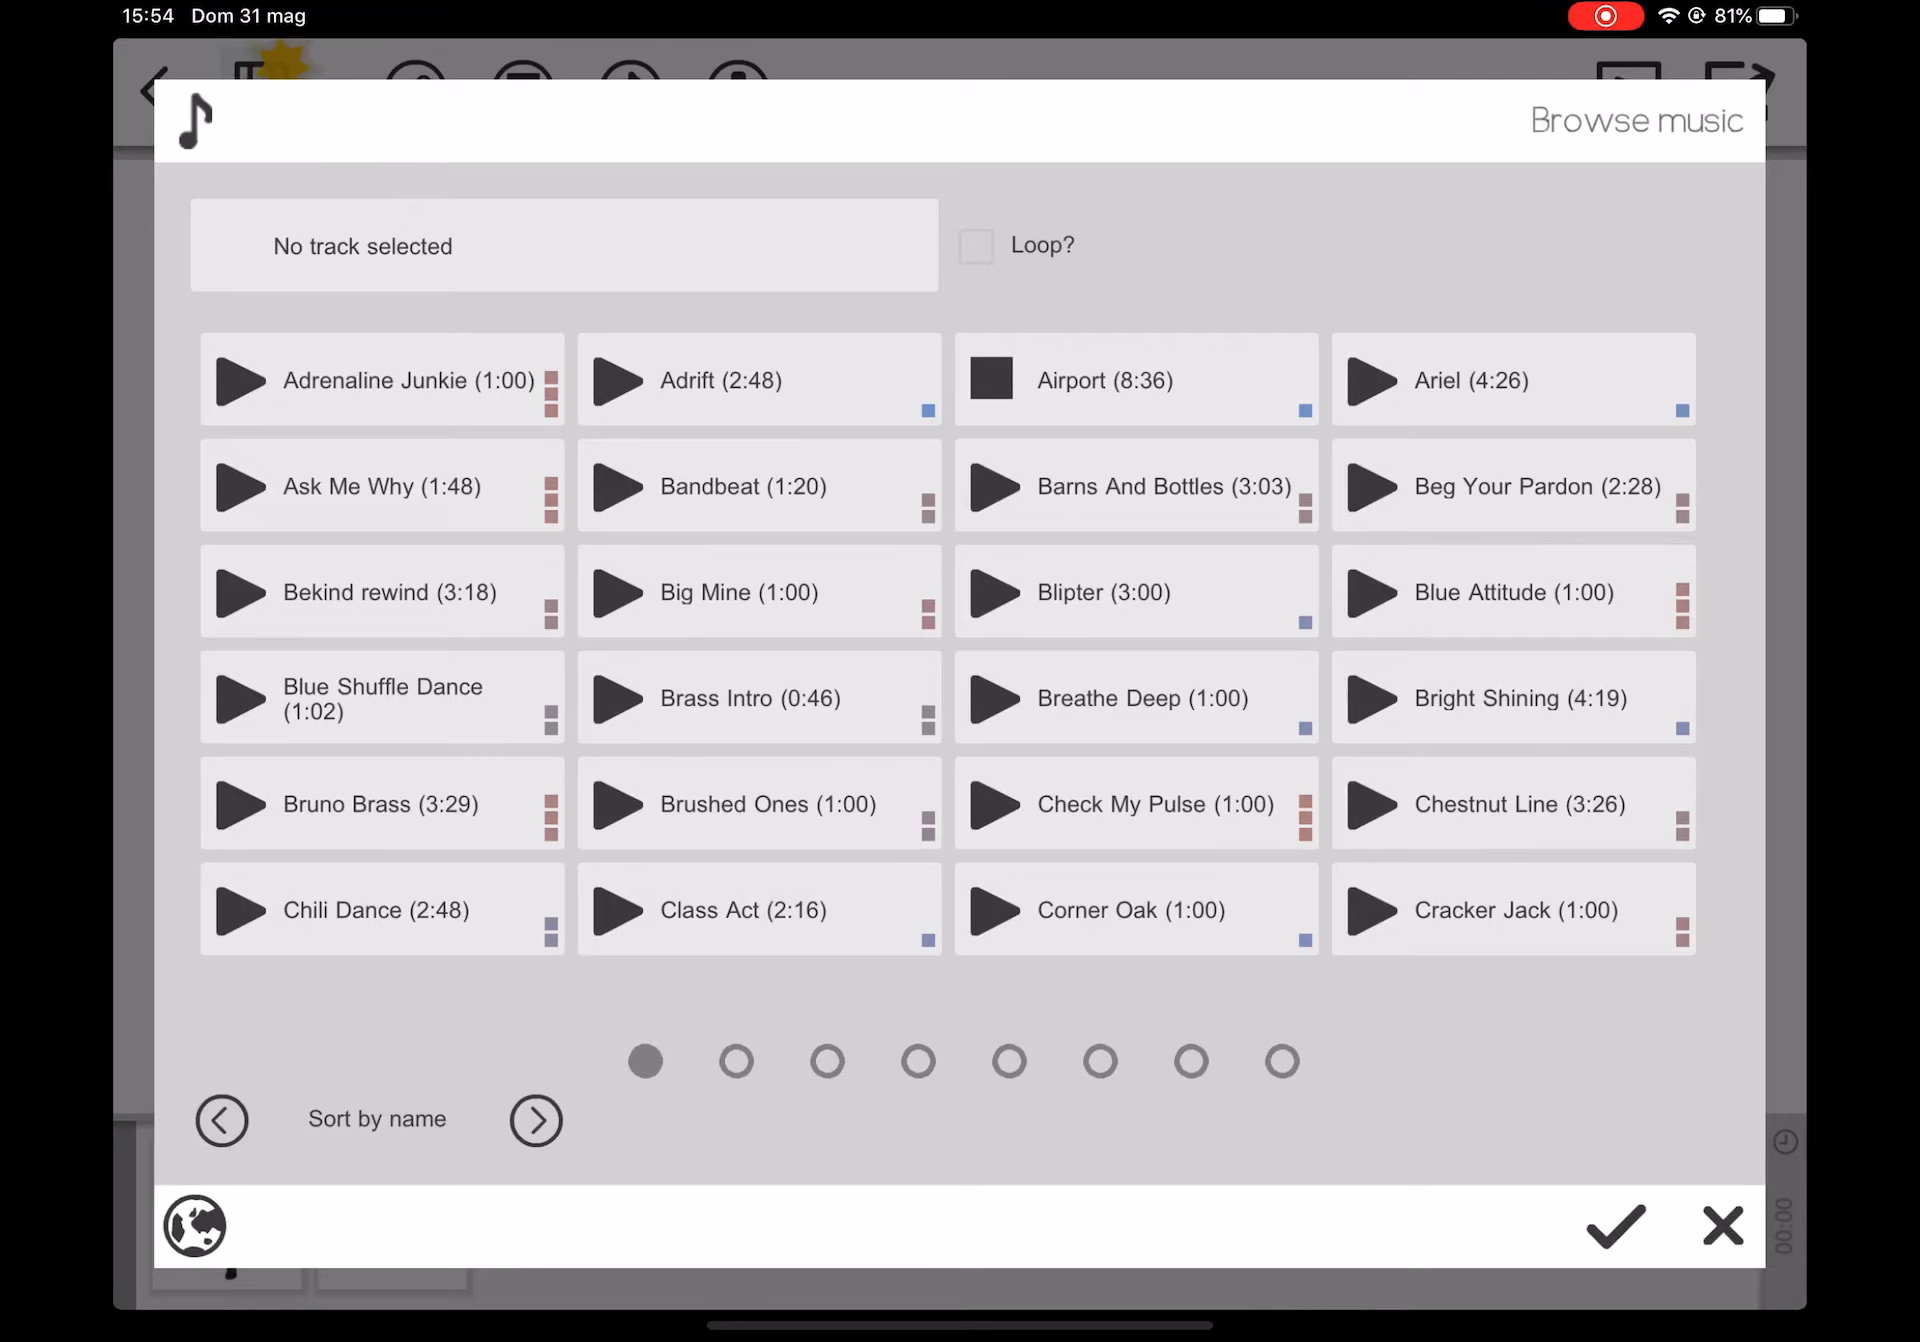 15:54 Dom 31 mag
81%
Browse music
No track selected
Loop?
Adrenaline Junkie (1:00)
Adrift (2:48)
Airport (8:36)
Ariel (4:26)
Ask Me Why (1:48)
Bandbeat (1:20)
Barns And Bottles (3:03)
Beg Your Pardon (2:28)
Bekind rewind (3:18)
Big Mine (1:00)
Blipter (3:00)
Blue Attitude (1:00)
Blue Shuffle Dance
(1:02)
Brass Intro (0:46)
Breathe Deep (1:00)
Bright Shining (4:19)
Bruno Brass (3:29)
Brushed Ones (1:00)
Check My Pulse (1:00)
Chestnut Line (3:26)
Chili Dance (2:48)
Class Act (2:16)
Corner Oak (1:00)
Cracker Jack (1:00)
Sort by name
00:00